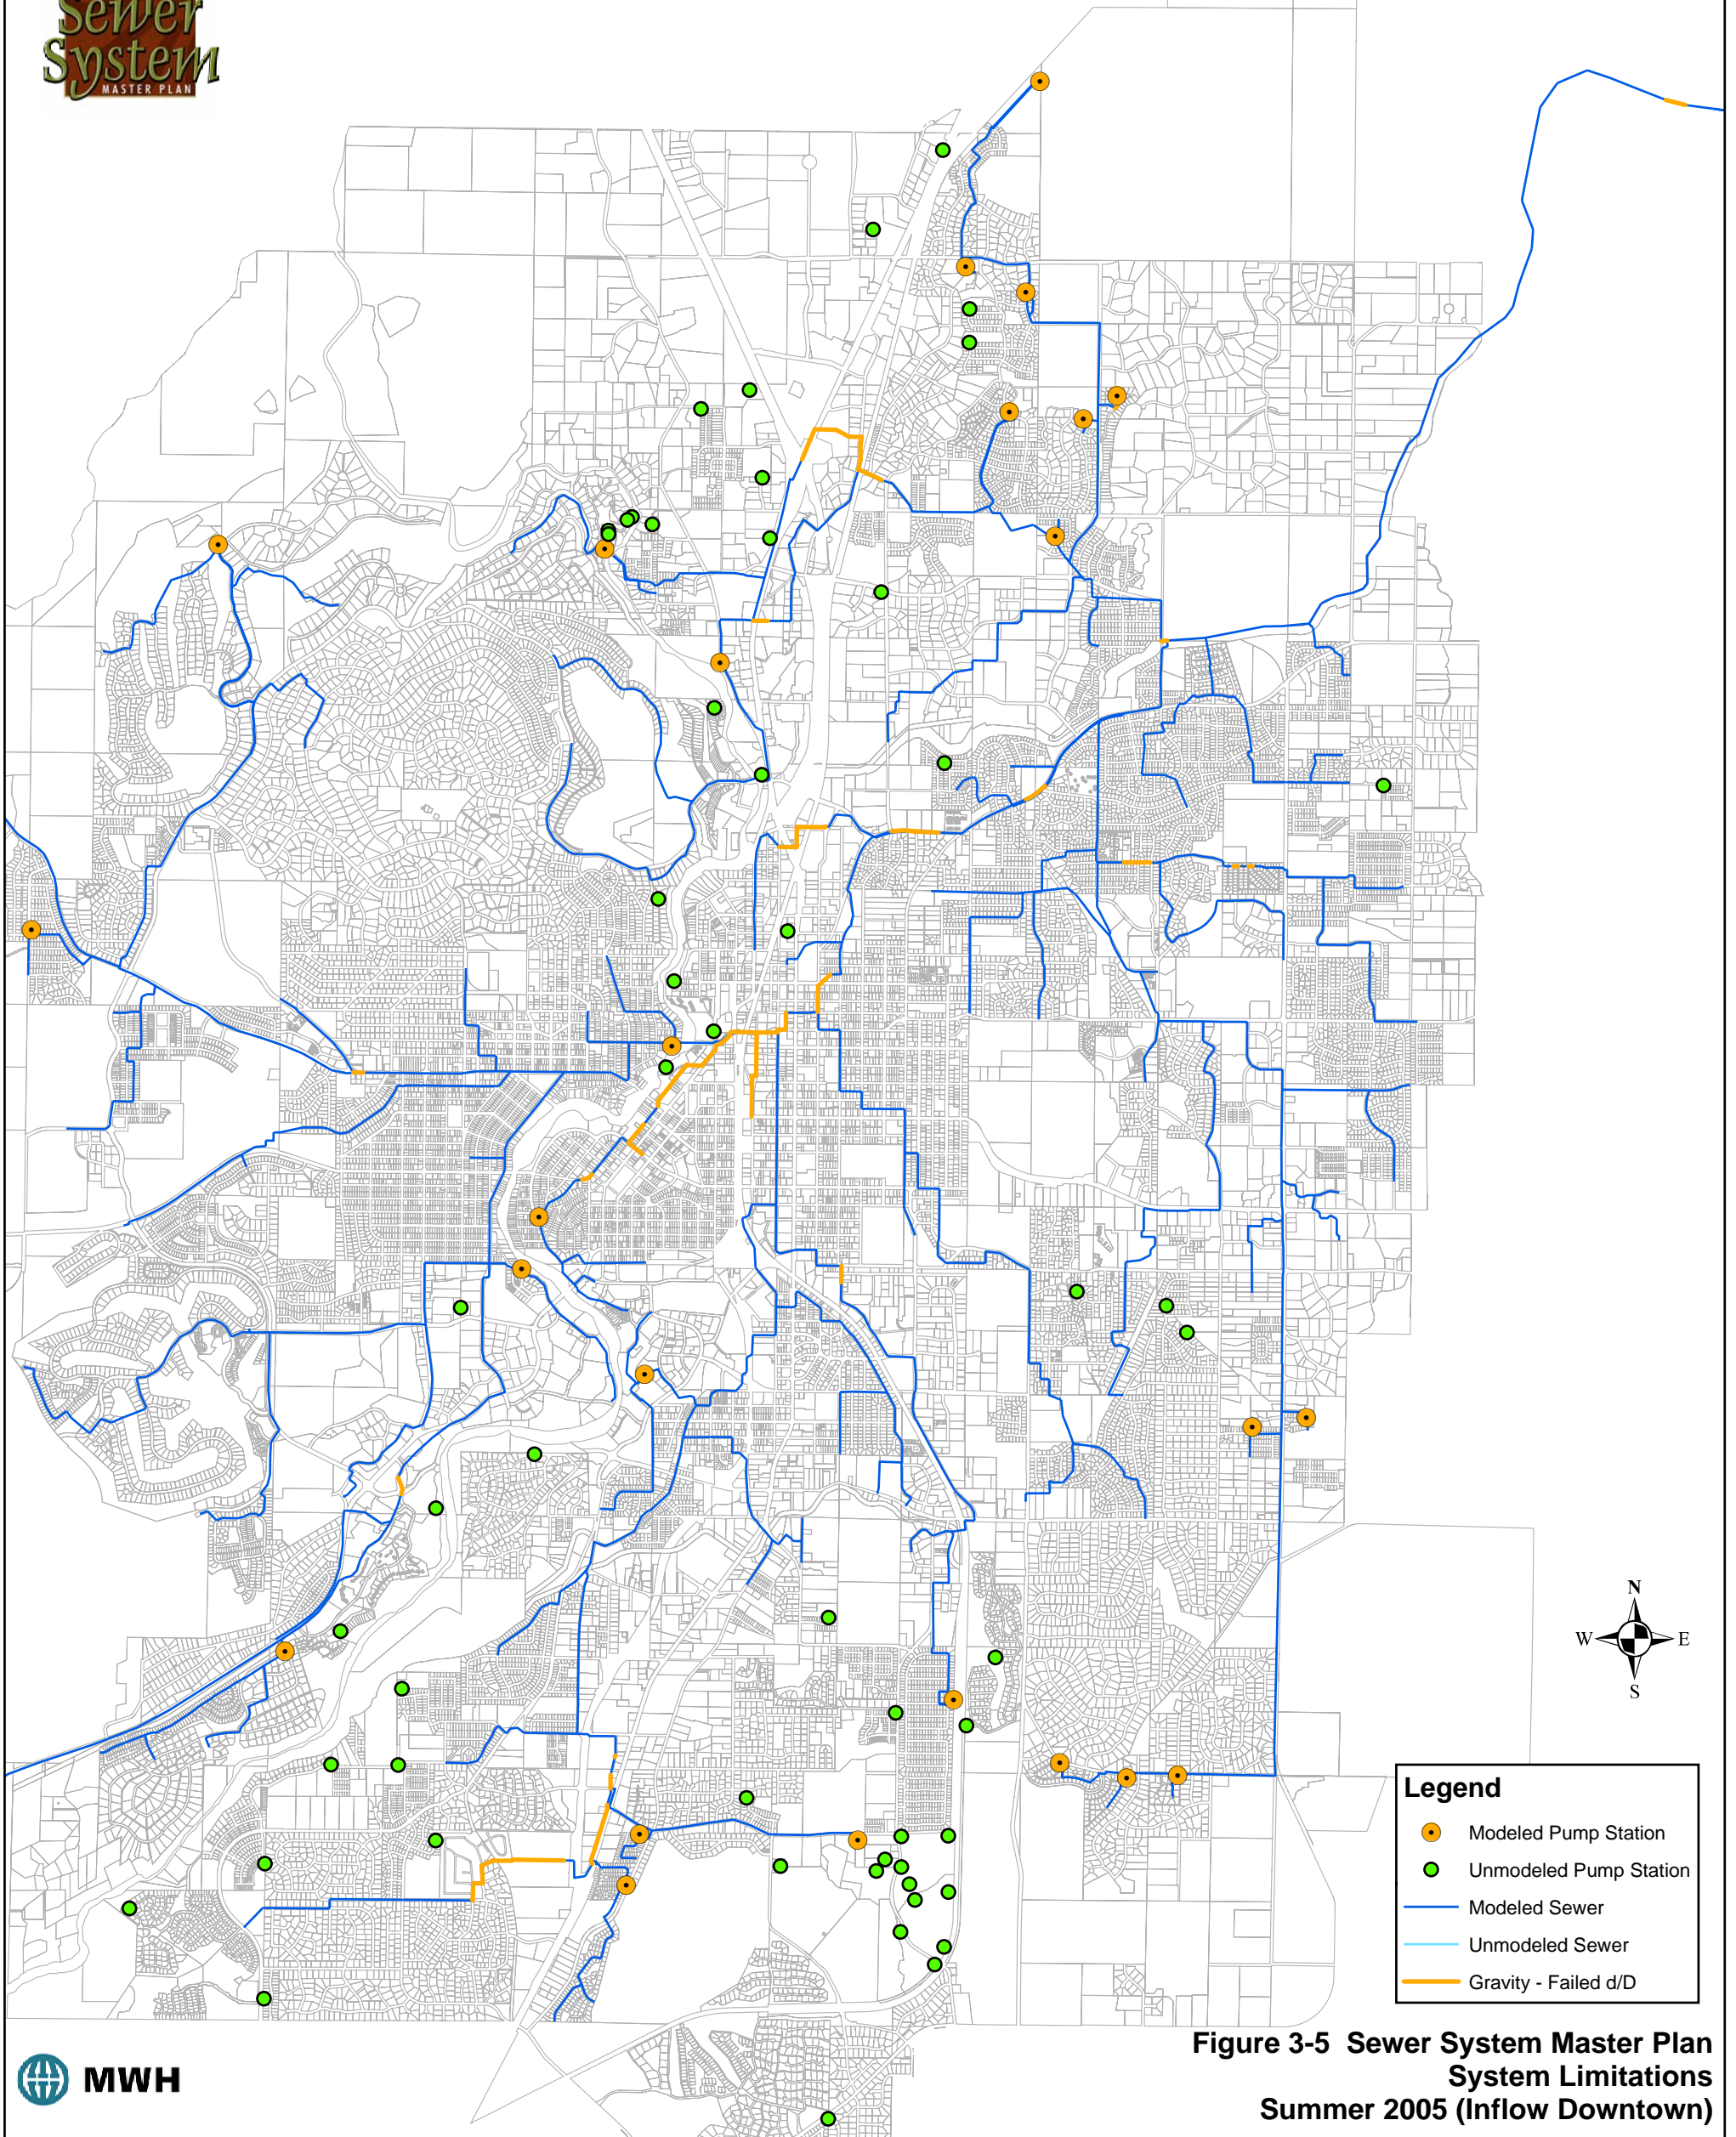 Sewer
System
MASTER PLAN
N
W E
S
Legend
Modeled Pump Station
Unmodeled Pump Station
Modeled Sewer
Unmodeled Sewer
Gravity - Failed d/D
Figure 3-5 Sewer System Master Plan
System Limitations
Summer 2005 (Inflow Downtown)
MWH